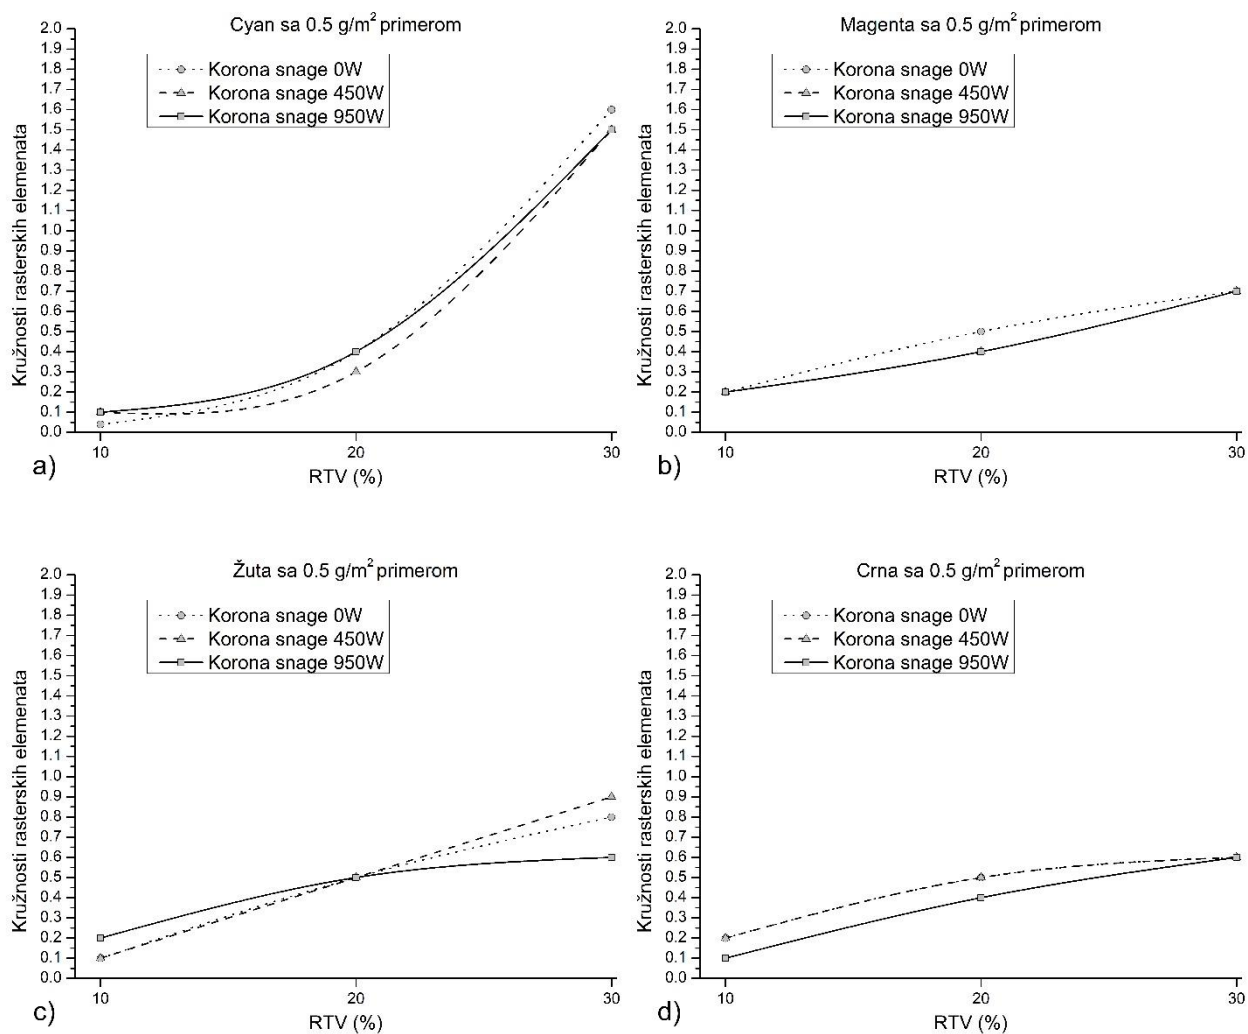 Cyan sa 0.5 g/m² primerom
Korona snage 0W
Korona snage 450W
Korona snage 950W
Kružnosti rasterskih elemenata
2.0
1.9
1.8
1.7
1.6
1.5
1.4
1.3
1.2
1.1
1.0
0.9
0.8
0.7
0.6
0.5
0.4
0.3
0.2
0.1
0.0
10 20 30
RTV (%)
a)
Magenta sa 0.5 g/m² primerom
Korona snage 0W
Korona snage 450W
Korona snage 950W
Kružnosti rasterskih elemenata
2.0
1.9
1.8
1.7
1.6
1.5
1.4
1.3
1.2
1.1
1.0
0.9
0.8
0.7
0.6
0.5
0.4
0.3
0.2
0.1
0.0
10 20 30
RTV (%)
b)
Žuta sa 0.5 g/m² primerom
Korona snage 0W
Korona snage 450W
Korona snage 950W
Kružnosti rasterskih elemenata
2.0
1.9
1.8
1.7
1.6
1.5
1.4
1.3
1.2
1.1
1.0
0.9
0.8
0.7
0.6
0.5
0.4
0.3
0.2
0.1
0.0
10 20 30
RTV (%)
c)
Crna sa 0.5 g/m² primerom
Korona snage 0W
Korona snage 450W
Korona snage 950W
Kružnosti rasterskih elemenata
2.0
1.9
1.8
1.7
1.6
1.5
1.4
1.3
1.2
1.1
1.0
0.9
0.8
0.7
0.6
0.5
0.4
0.3
0.2
0.1
0.0
10 20 30
RTV (%)
d)